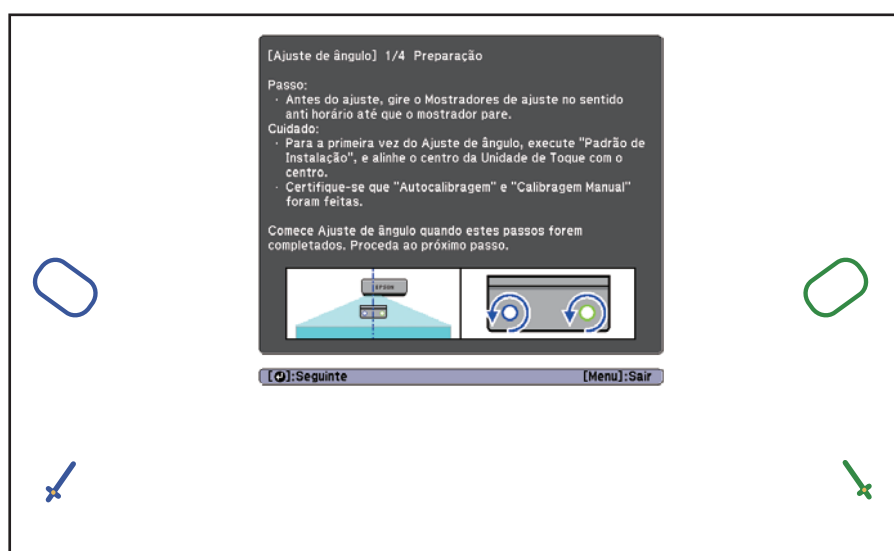 [Ajuste de ângulo] 1/4 Preparação
Passo:
· Antes do ajuste, gire o Mostradores de ajuste no sentido
anti horário até que o mostrador pare.
Cuidado:
· Para a primeira vez do Ajuste de ângulo, execute "Padrão de
Instalação", e alinhe o centro da Unidade de Toque com o
centro.
· Certifique-se que "Autocalibragem" e "Calibragem Manual"
foram feitas.
Comece Ajuste de ângulo quando estes passos forem
completados. Proceda ao próximo passo.
EPSON
[⏎]:Seguinte [Menu]:Sair